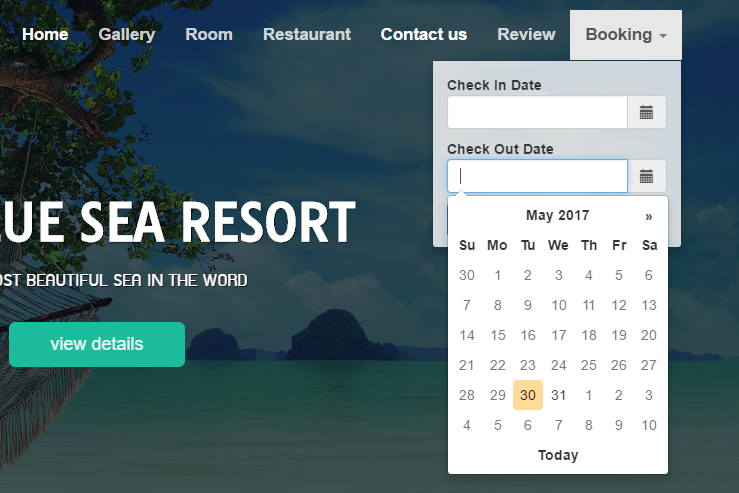 Home Gallery Room Restaurant Contact us Review Booking
Check In Date
Check Out Date
UE SEA RESORT
OST BEAUTIFUL SEA IN THE WORD
view details
May 2017 »
Su Mo Tu We Th Fr Sa
30 1 2 3 4 5 6
7 8 9 10 11 12 13
14 15 16 17 18 19 20
21 22 23 24 25 26 27
28 29 30 31 1 2 3
4 5 6 7 8 9 10
Today